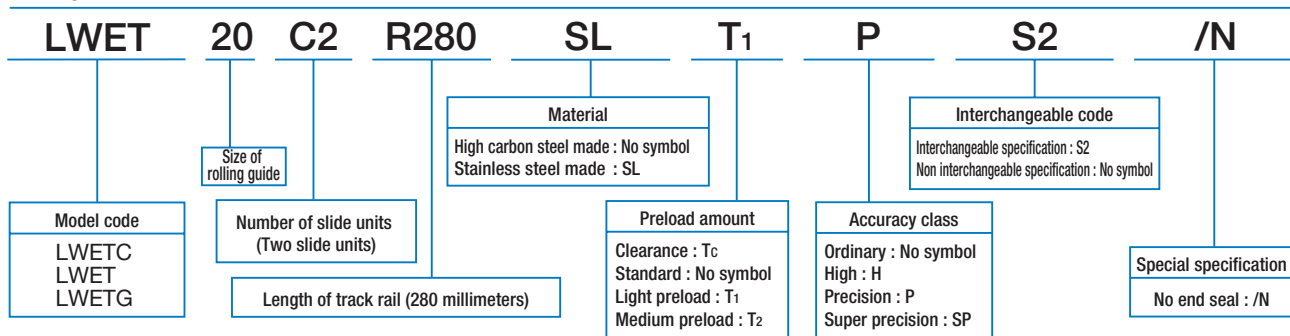 LWET 20 C2 R280 SL T1 P S2 /N
Material
High carbon steel made : No symbol
Stainless steel made : SL
Interchangeable code
Interchangeable specification : S2
Non interchangeable specification : No symbol
Size of
rolling guide
Model code
LWETC
LWET
LWETG
Number of slide units
(Two slide units)
Length of track rail (280 millimeters)
Preload amount
Clearance : Tc
Standard : No symbol
Light preload : T1
Medium preload : T2
Accuracy class
Ordinary : No symbol
High : H
Precision : P
Super precision : SP
Special specification
No end seal : /N